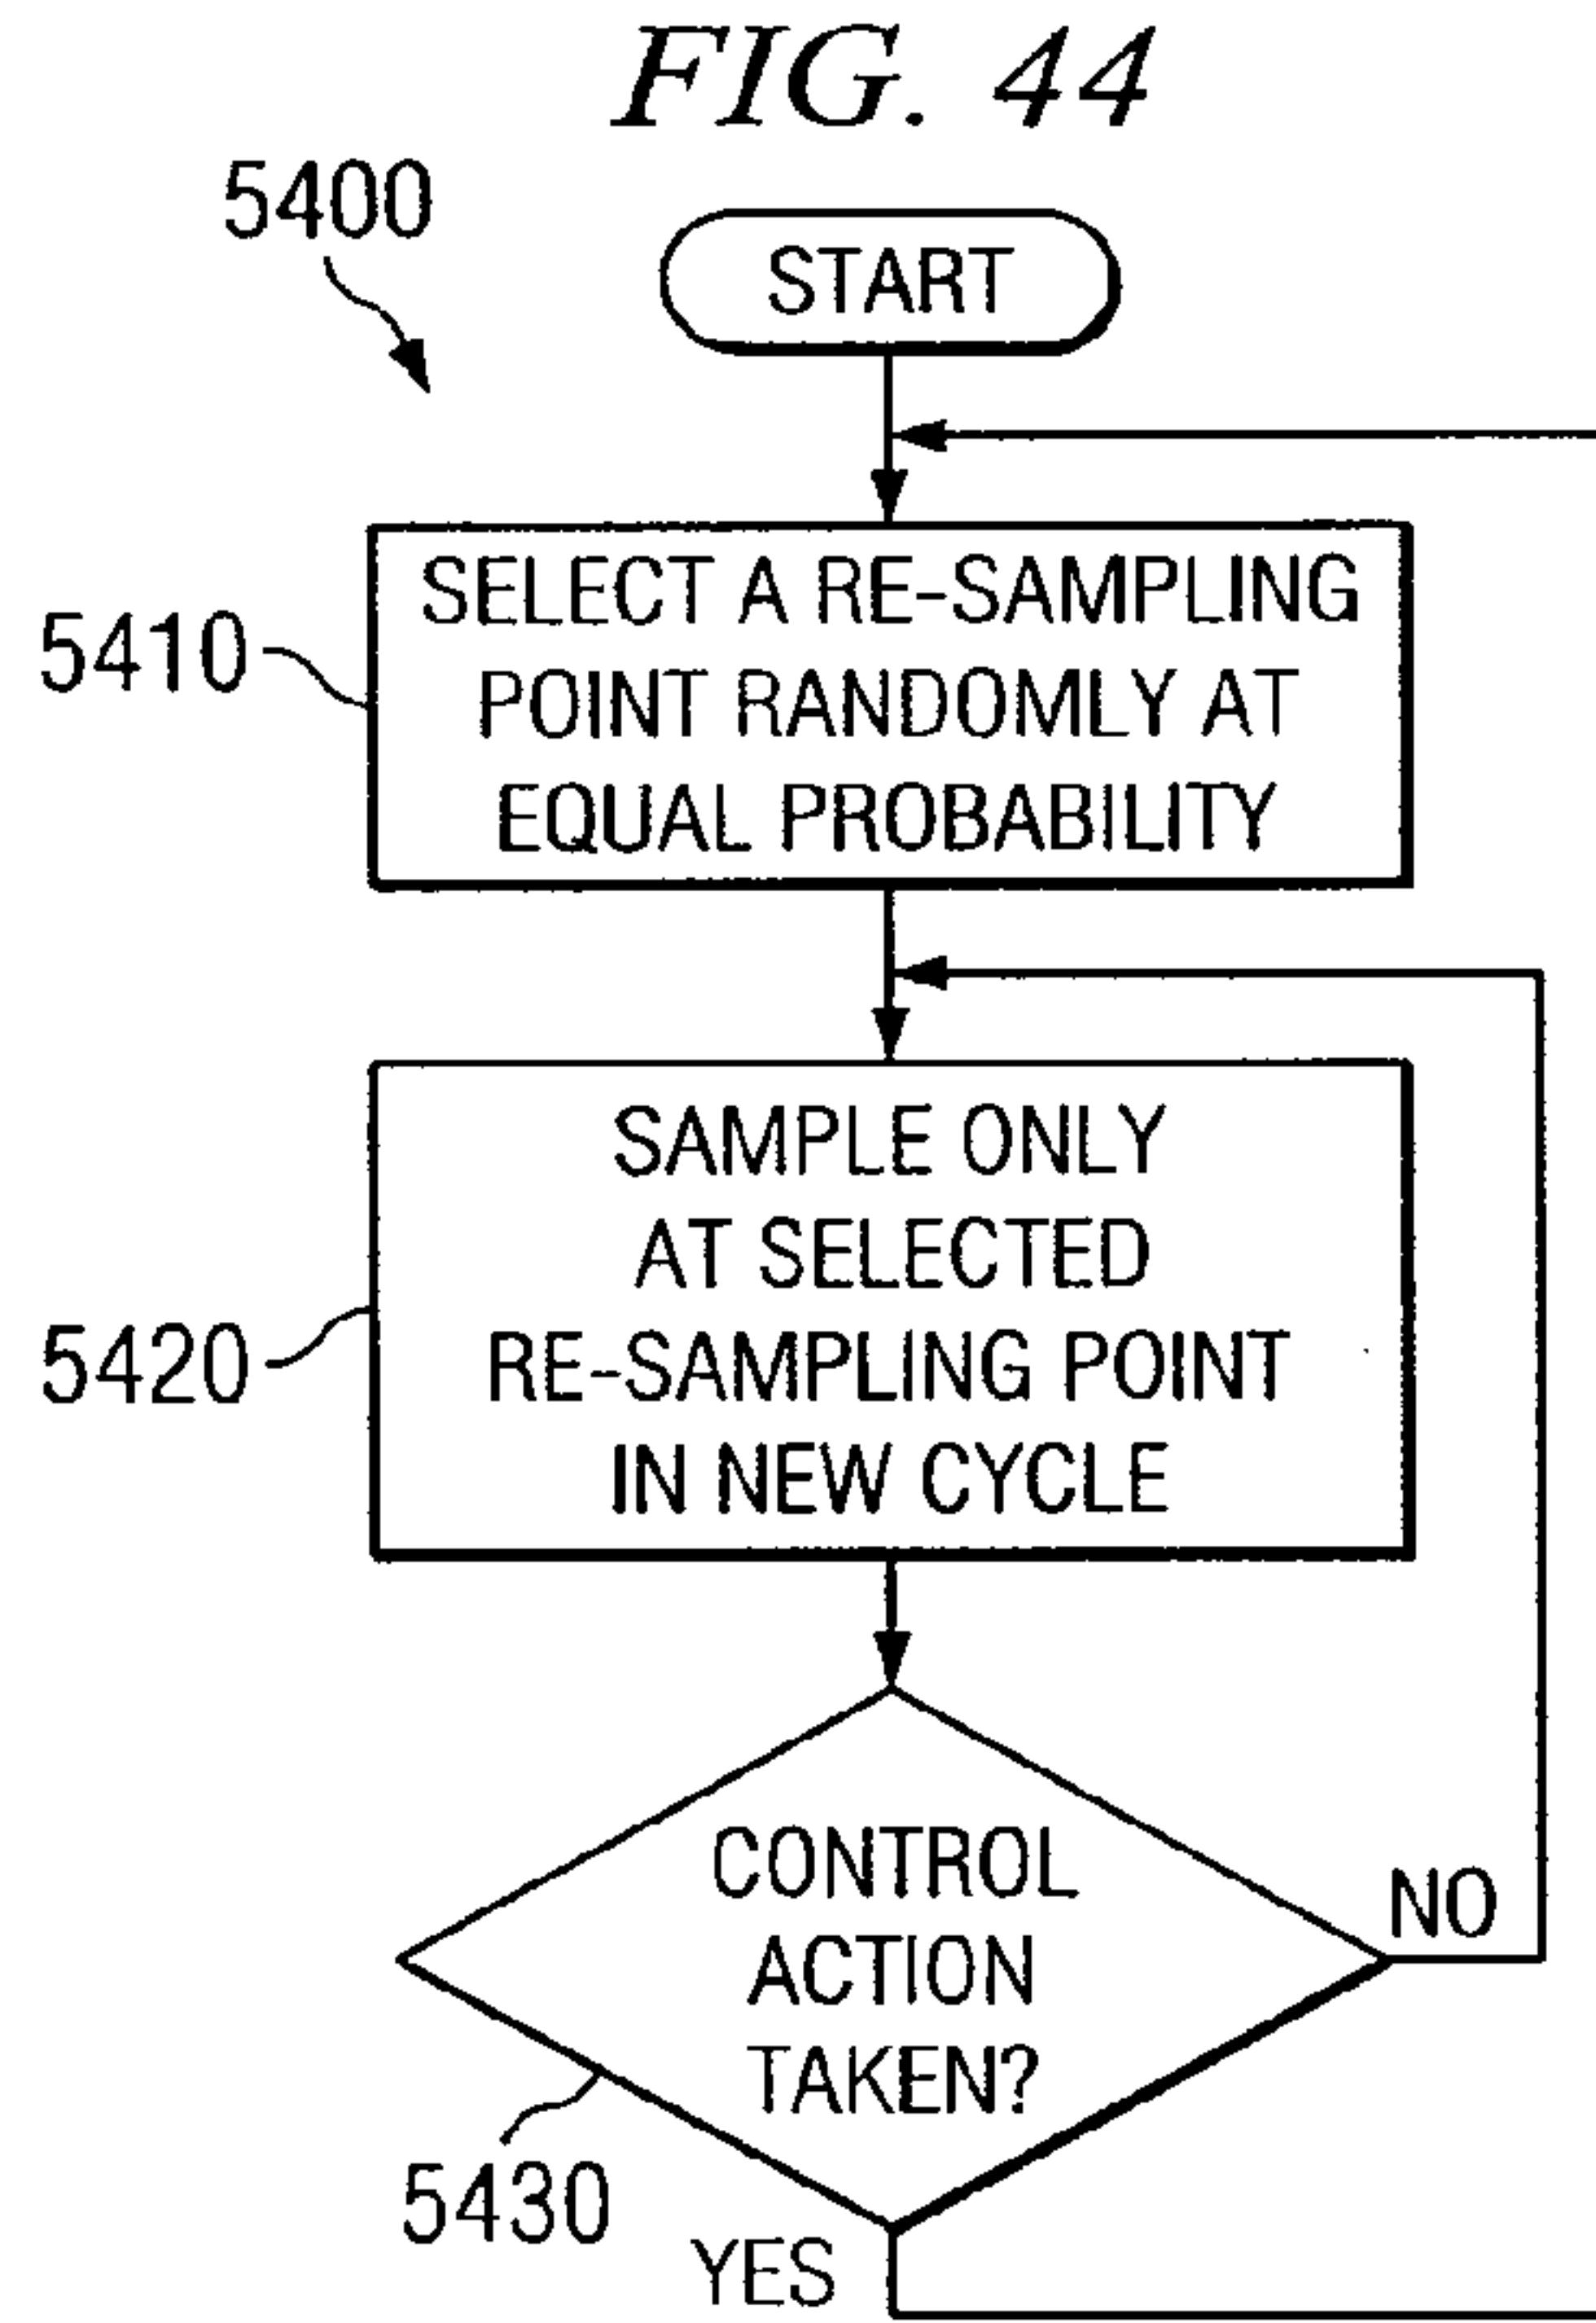 FIG. 44
5400
START
5410
SELECT A RE-SAMPLING
POINT RANDOMLY AT
EQUAL PROBABILITY
5420
SAMPLE ONLY
AT SELECTED
RE-SAMPLING POINT
IN NEW CYCLE
CONTROL
ACTION
TAKEN?
NO
5430
YES